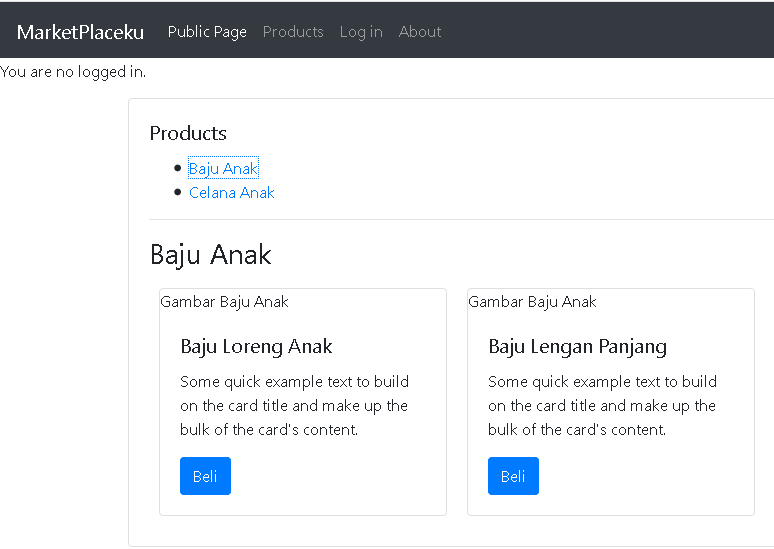 MarketPlaceku Public Page Products Log in About
You are no logged in.
Products
Baju Anak
Celana Anak
Baju Anak
Gambar Baju Anak
Baju Loreng Anak
Some quick example text to build
on the card title and make up the
bulk of the card's content.
Beli
Gambar Baju Anak
Baju Lengan Panjang
Some quick example text to build
on the card title and make up the
bulk of the card's content.
Beli